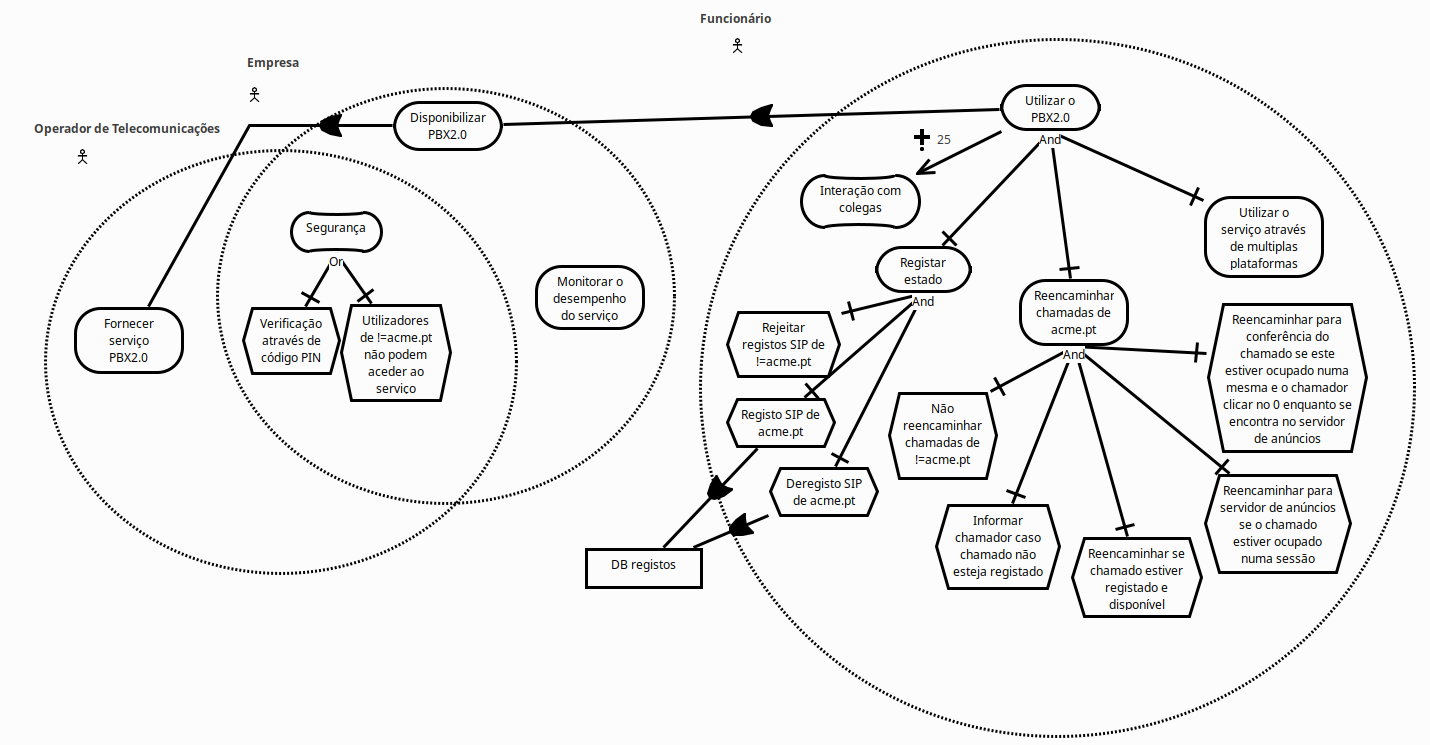 Funcionário
Empresa
Operador de Telecomunicações
Disponibilizar
PBX2.0
Utilizar o
PBX2.0
And
25
Interação com
colegas
Utilizar o
serviço através
de multiplas
plataformas
Segurança
Or
Registar
estado
And
Monitorar o
desempenho
do serviço
Reencaminhar
chamadas de
acme.pt
And
Fornecer
serviço
PBX2.0
Verificação
através de
código PIN
Utilizadores
de !=acme.pt
não podem
aceder ao
serviço
Rejeitar
registos SIP de
!=acme.pt
Reencaminhar para
conferência do
chamado se este
estiver ocupado numa
mesma e o chamador
clicar no 0 enquanto se
encontra no servidor
de anúncios
Registo SIP de
acme.pt
Não
reencaminhar
chamadas de
!=acme.pt
Deregisto SIP
de acme.pt
Reencaminhar para
servidor de anúncios
se o chamado
estiver ocupado
numa sessão
Informar
chamador caso
chamado não
esteja registado
Reencaminhar se
chamado estiver
registado e
disponível
DB registos